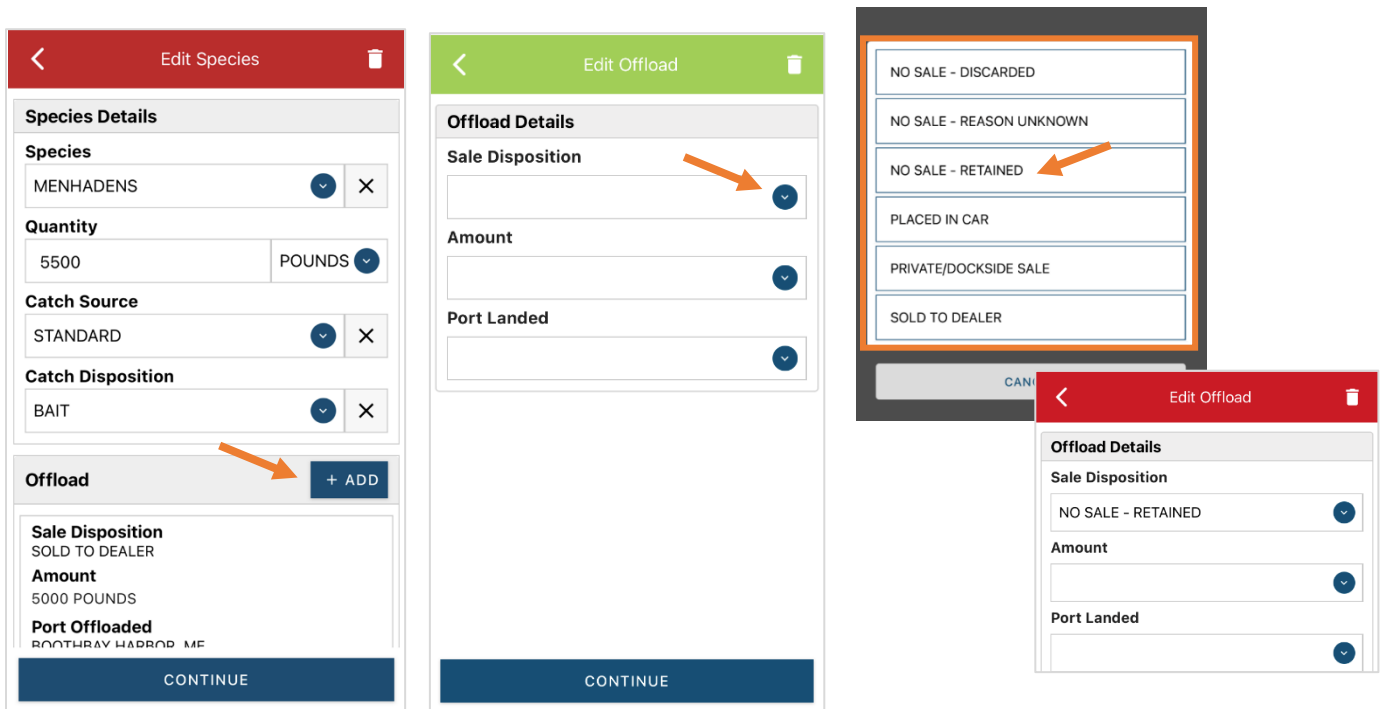 Edit Species
Species Details
Species
MENHADENS
Quantity
5500 POUNDS
Catch Source
STANDARD
Catch Disposition
BAIT
Offload + ADD
Sale Disposition
SOLD TO DEALER
Amount
5000 POUNDS
Port Offloaded
BOOTHBAY HARBOR, ME
CONTINUE
Edit Offload
Offload Details
Sale Disposition
Amount
Port Landed
CONTINUE
NO SALE - DISCARDED
NO SALE - REASON UNKNOWN
NO SALE - RETAINED
PLACED IN CAR
PRIVATE/DOCKSIDE SALE
SOLD TO DEALER
Edit Offload
Offload Details
Sale Disposition
NO SALE - RETAINED
Amount
Port Landed